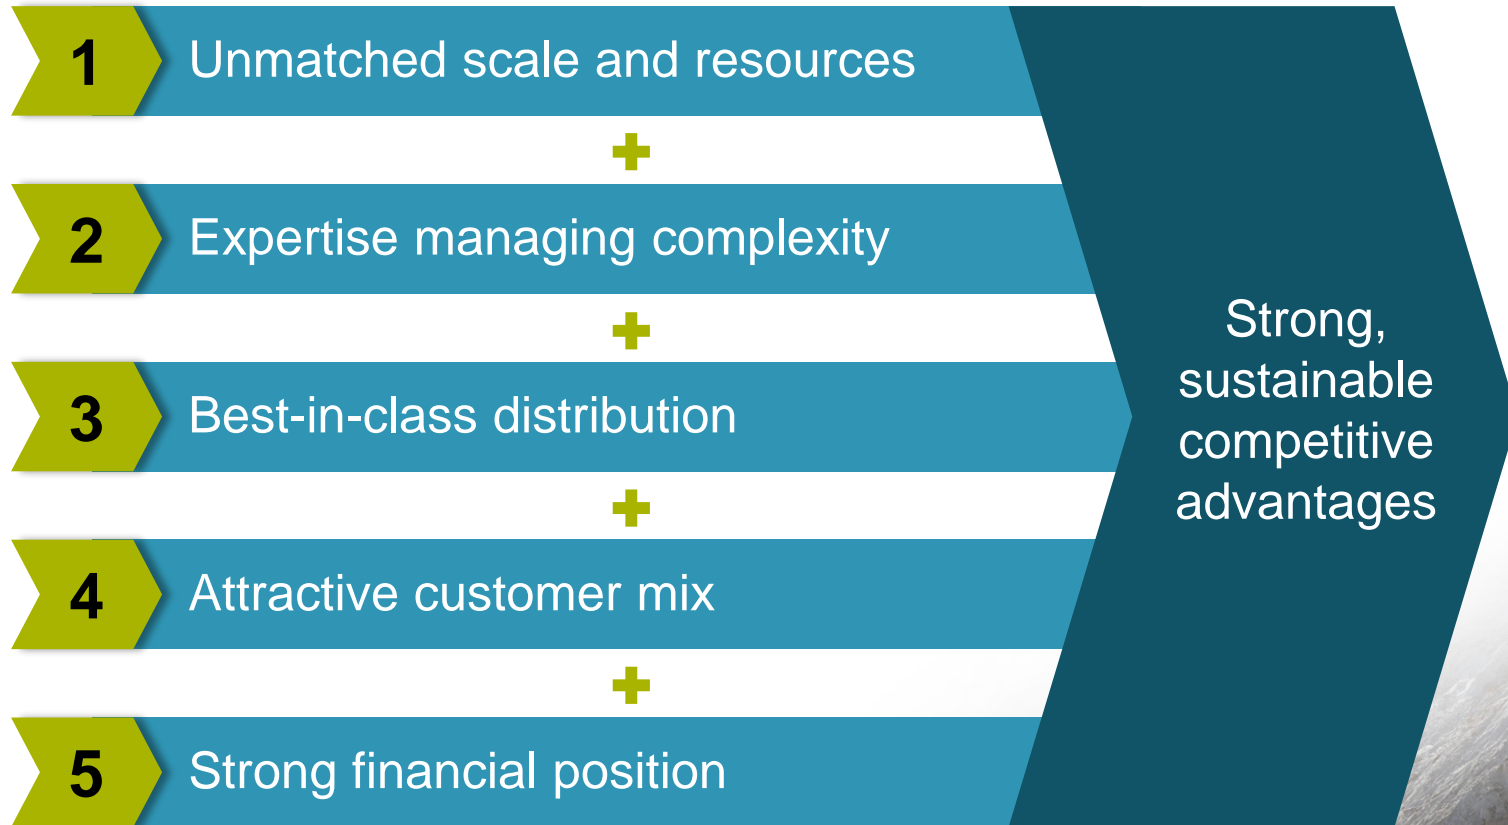 1 Unmatched scale and resources
2 Expertise managing complexity
3 Best-in-class distribution
4 Attractive customer mix
5 Strong financial position
Strong,
sustainable
competitive
advantages